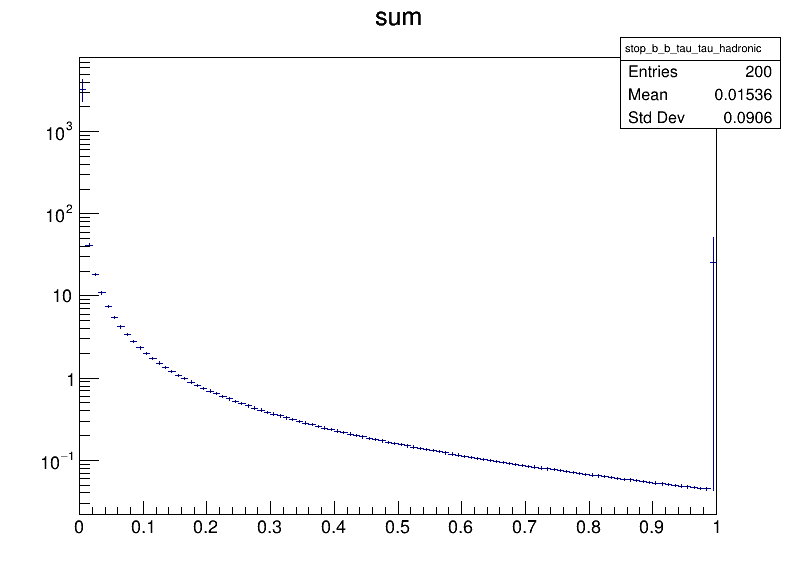 sum
stop_b_b_tau_tau_hadronic
Entries 200
Mean 0.01536
Std Dev 0.0906
10³
10²
10
1
10⁻¹
0 0.1 0.2 0.3 0.4 0.5 0.6 0.7 0.8 0.9 1